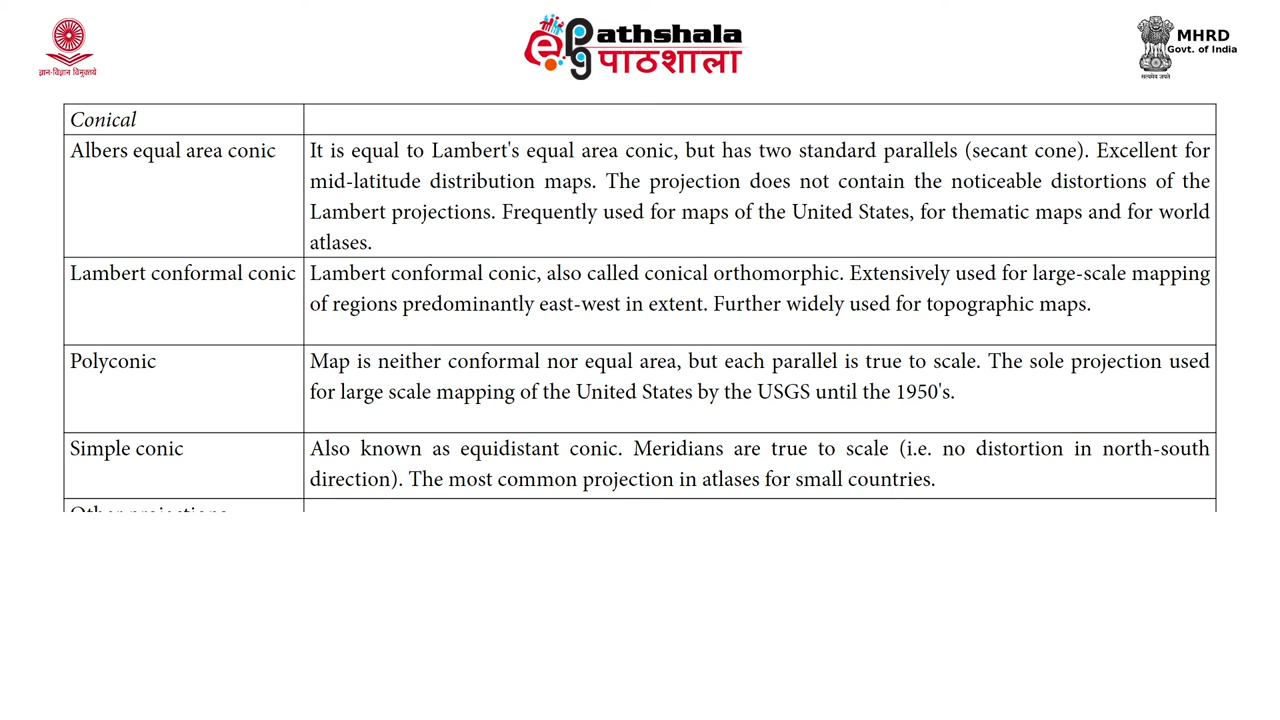 ज्ञान-विज्ञान विमुक्तये
e Pathshala
पाठशाला
MHRD
Govt. of India
सत्यमेव जयते
Conical
Albers equal area conic
It is equal to Lambert's equal area conic, but has two standard parallels (secant cone). Excellent for
mid-latitude distribution maps. The projection does not contain the noticeable distortions of the
Lambert projections. Frequently used for maps of the United States, for thematic maps and for world
atlases.
Lambert conformal conic
Lambert conformal conic, also called conical orthomorphic. Extensively used for large-scale mapping
of regions predominantly east-west in extent. Further widely used for topographic maps.
Polyconic
Map is neither conformal nor equal area, but each parallel is true to scale. The sole projection used
for large scale mapping of the United States by the USGS until the 1950's.
Simple conic
Also known as equidistant conic. Meridians are true to scale (i.e. no distortion in north-south
direction). The most common projection in atlases for small countries.
Other projections